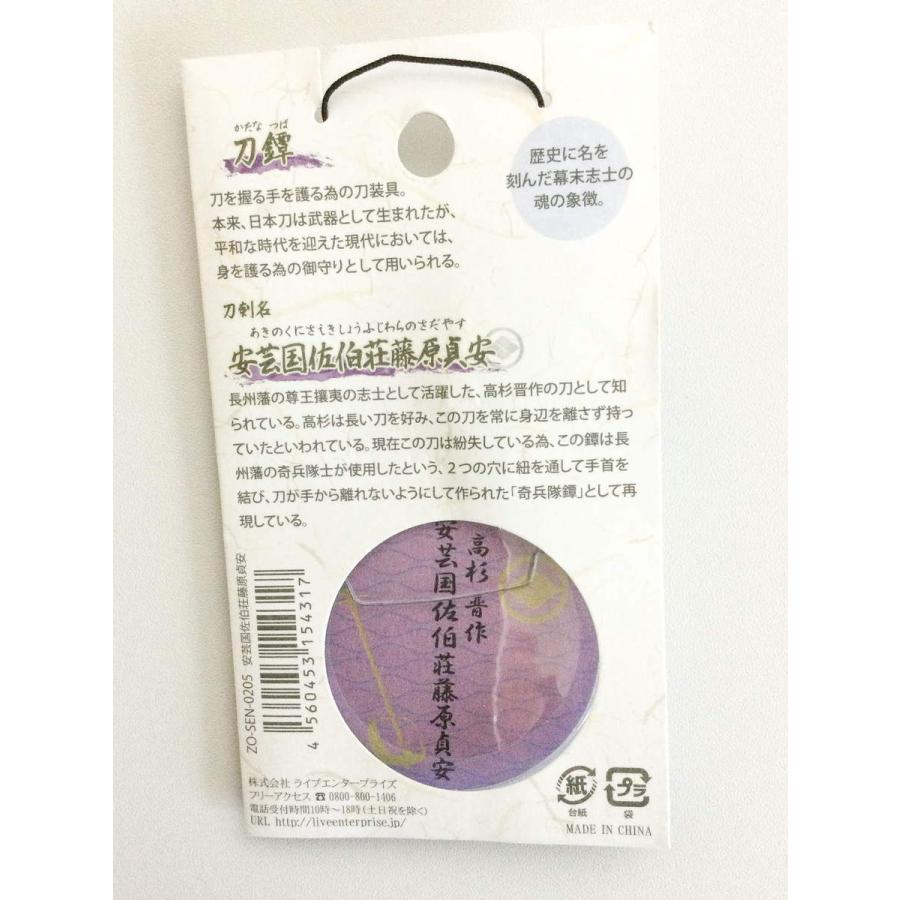 かたな つば
刀鐔
刀を握る手を護る為の刀装具。
本来、日本刀は武器として生まれたが、
平和な時代を迎えた現代においては、
身を護る為の御守りとして用いられる。
歴史に名を
刻んだ幕末志士の
魂の象徴。
刀剣名
あきのくにさえきしょうふじわらのさだやす
安芸国佐伯荘藤原貞安
長州藩の尊王攘夷の志士として活躍した、高杉晋作の刀として知
られている。高杉は長い刀を好み、この刀を常に身辺を離さず持っ
ていたといわれている。現在この刀は紛失している為、この鐔は長
州藩の奇兵隊士が使用したという、2つの穴に紐を通して手首を
結び、刀が手から離れないようにして作られた「奇兵隊鐔」として再
現している。
高杉晋作
安芸国佐伯荘藤原貞安
ZO-SEN-0205 安芸国佐伯荘藤原貞安
4 560453 154317
株式会社 ライブエンタープライズ
フリーアクセス ☎ 0800-800-1406
電話受付時間10時〜18時(土日祝を除く)
URL http://liveenterprise.jp/
紙
台紙
プラ
袋
MADE IN CHINA